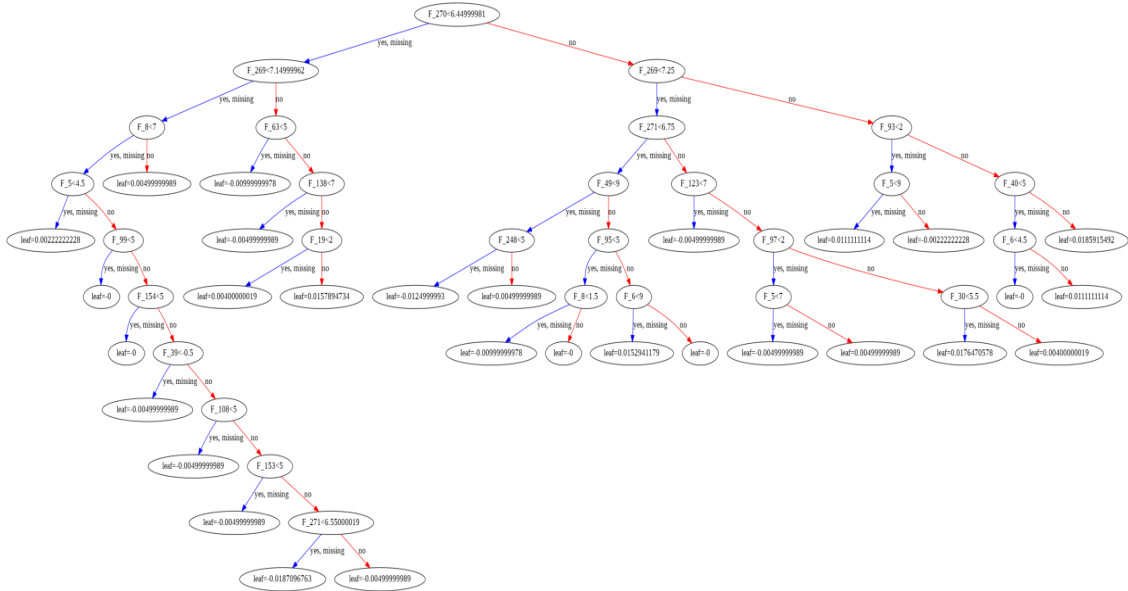 F_270<6.44999981
yes, missing no
F_269<7.14999962 F_269<7.25
yes, missing no yes, missing no
F_8<7 F_63<5 F_271<6.75 F_93<2
yes, missing no yes, missing no yes, missing no yes, missing no
F_5<4.5 leaf=0.00499999989 leaf=-0.00999999978 F_138<7 F_49<9 F_123<7 F_5<9 F_40<5
yes, missing no yes, missing no yes, missing no yes, missing no yes, missing no yes, missing no
leaf=0.00222222228 F_99<5 leaf=-0.00499999989 F_19<2 F_248<5 F_95<5 leaf=-0.00499999989 F_97<2 leaf=0.0111111114 leaf=-0.00222222228 F_6<4.5 leaf=0.0185915492
yes, missing no yes, missing no yes, missing no yes, missing no yes, missing no yes, missing no
leaf=-0 F_154<5 leaf=0.00400000019 leaf=0.0157894734 leaf=-0.0124999993 leaf=0.00499999989 F_8<1.5 F_6<9 F_5<7 F_30<5.5 leaf=-0 leaf=0.0111111114
yes, missing no yes, missing no yes, missing no yes, missing no yes, missing no
leaf=-0 F_39<-0.5 leaf=-0.00999999978 leaf=-0 leaf=0.0152941179 leaf=-0 leaf=-0.00499999989 leaf=0.00499999989 leaf=0.0176470578 leaf=0.00400000019
yes, missing no
leaf=-0.00499999989 F_108<5
yes, missing no
leaf=-0.00499999989 F_153<5
yes, missing no
leaf=-0.00499999989 F_271<6.55000019
yes, missing no
leaf=-0.0187096763 leaf=-0.00499999989